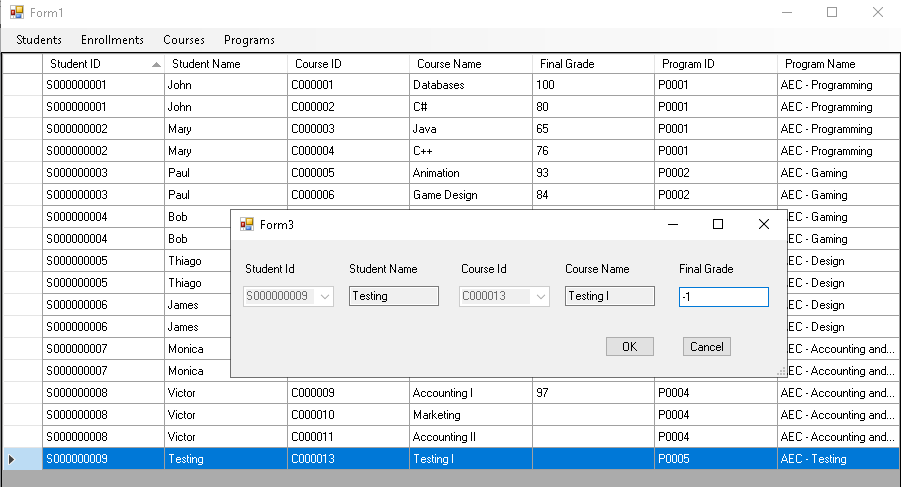 Form1
Students Enrollments Courses Programs
Student ID Student Name Course ID Course Name Final Grade Program ID Program Name
S000000001 John C000001 Databases 100 P0001 AEC - Programming
S000000001 John C000002 C# 80 P0001 AEC - Programming
S000000002 Mary C000003 Java 65 P0001 AEC - Programming
S000000002 Mary C000004 C++ 76 P0001 AEC - Programming
S000000003 Paul C000005 Animation 93 P0002 AEC - Gaming
S000000003 Paul C000006 Game Design 84 P0002 AEC - Gaming
S000000004 Bob AEC - Gaming
S000000004 Bob AEC - Gaming
S000000005 Thiago AEC - Design
S000000005 Thiago AEC - Design
S000000006 James AEC - Design
S000000006 James AEC - Design
S000000007 Monica AEC - Accounting and...
S000000007 Monica AEC - Accounting and...
S000000008 Victor C000009 Accounting I 97 P0004 AEC - Accounting and...
S000000008 Victor C000010 Marketing P0004 AEC - Accounting and...
S000000008 Victor C000011 Accounting II P0004 AEC - Accounting and...
S000000009 Testing C000013 Testing I P0005 AEC - Testing
Form3
Student Id Student Name Course Id Course Name Final Grade
S000000009 Testing C000013 Testing I -1
OK Cancel